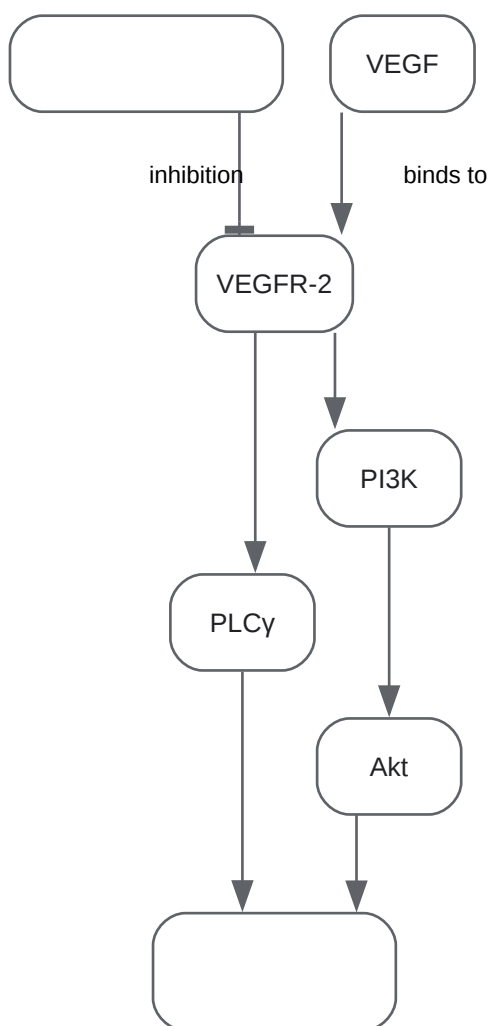 VEGF
inhibition
binds to
VEGFR-2
PI3K
PLCγ
Akt